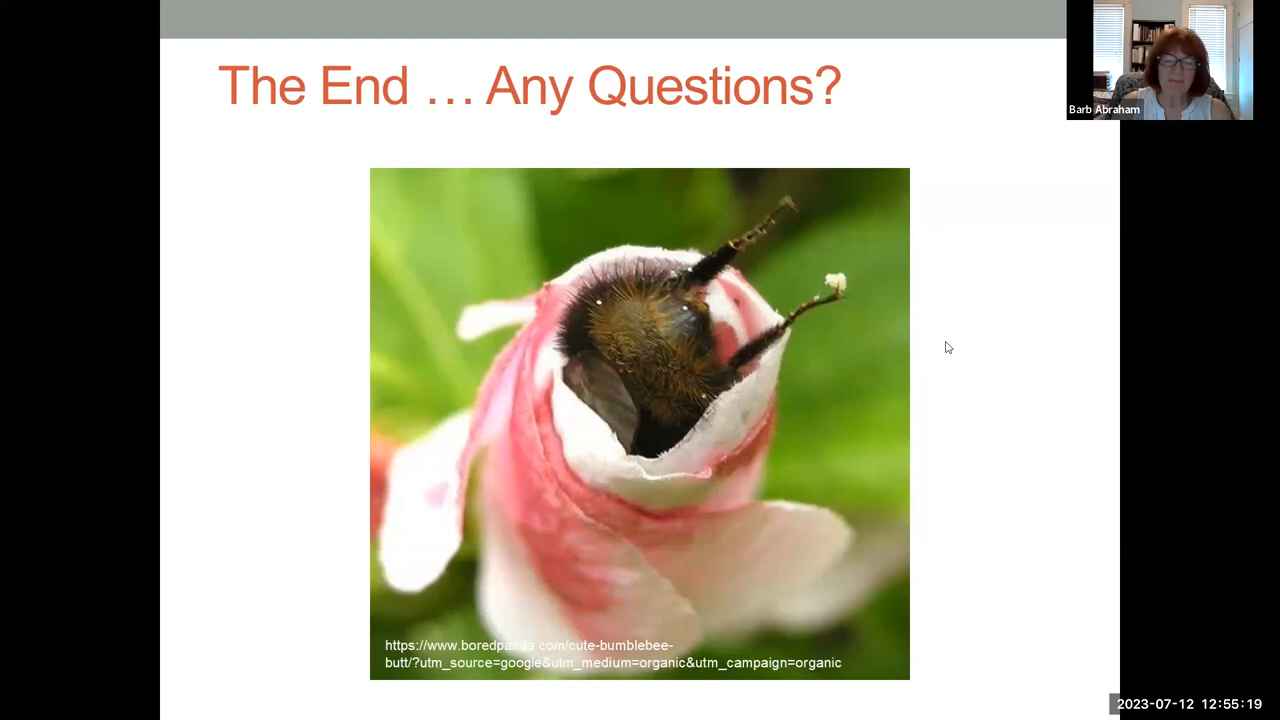 The End … Any Questions?
Barb Abraham
https://www.boredpanda.com/cute-bumblebee-
butt/?utm_source=google&utm_medium=organic&utm_campaign=organic
2023-07-12 12:55:19